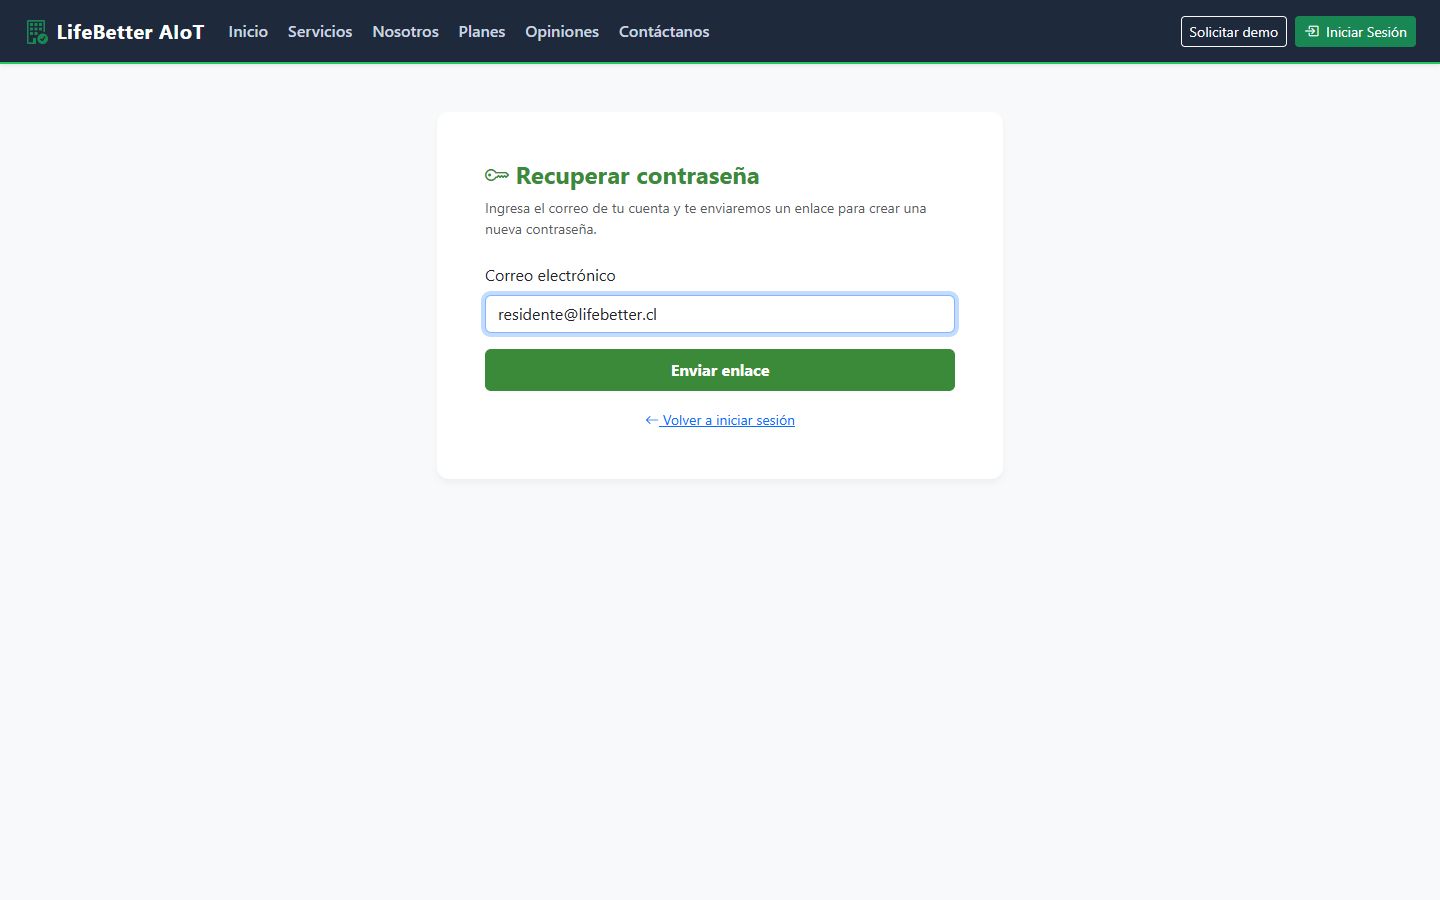 LifeBetter AIoT Inicio Servicios Nosotros Planes Opiniones Contáctanos Solicitar demo Iniciar Sesión
Recuperar contraseña
Ingresa el correo de tu cuenta y te enviaremos un enlace para crear una
nueva contraseña.
Correo electrónico
residente@lifebetter.cl
Enviar enlace
← Volver a iniciar sesión